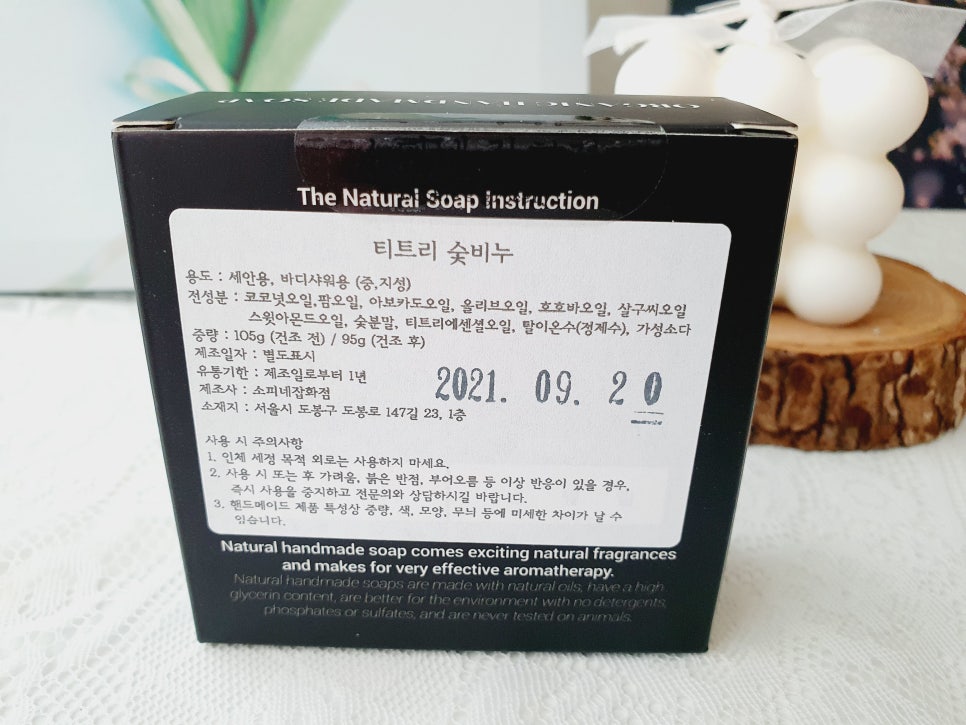 ORGANIC HANDMADE SOAP
The Natural Soap Instruction
티트리 숯비누
용도 : 세안용, 바디샤워용 (중,지성)
전성분 : 코코넛오일,팜오일, 아보카도오일, 올리브오일, 호호바오일, 살구씨오일
스윗아몬드오일, 숯분말, 티트리에센셜오일, 탈이온수(정제수), 가성소다
중량 : 105g (건조 전) / 95g (건조 후)
제조일자 : 별도표시
유통기한 : 제조일로부터 1년
2021. 09. 20
제조사 : 소피네잡화점
소재지 : 서울시 도봉구 도봉로 147길 23, 1층
사용 시 주의사항
1. 인체 세정 목적 외로는 사용하지 마세요.
2. 사용 시 또는 후 가려움, 붉은 반점, 부어오름 등 이상 반응이 있을 경우,
즉시 사용을 중지하고 전문의와 상담하시길 바랍니다.
3. 핸드메이드 제품 특성상 중량, 색, 모양, 무늬 등에 미세한 차이가 날 수
있습니다.
Natural handmade soap comes exciting natural fragrances
and makes for very effective aromatherapy.
Natural handmade soaps are made with natural oils, have a high
glycerin content, are better for the environment with no detergents,
phosphates or sulfates, and are never tested on animals.